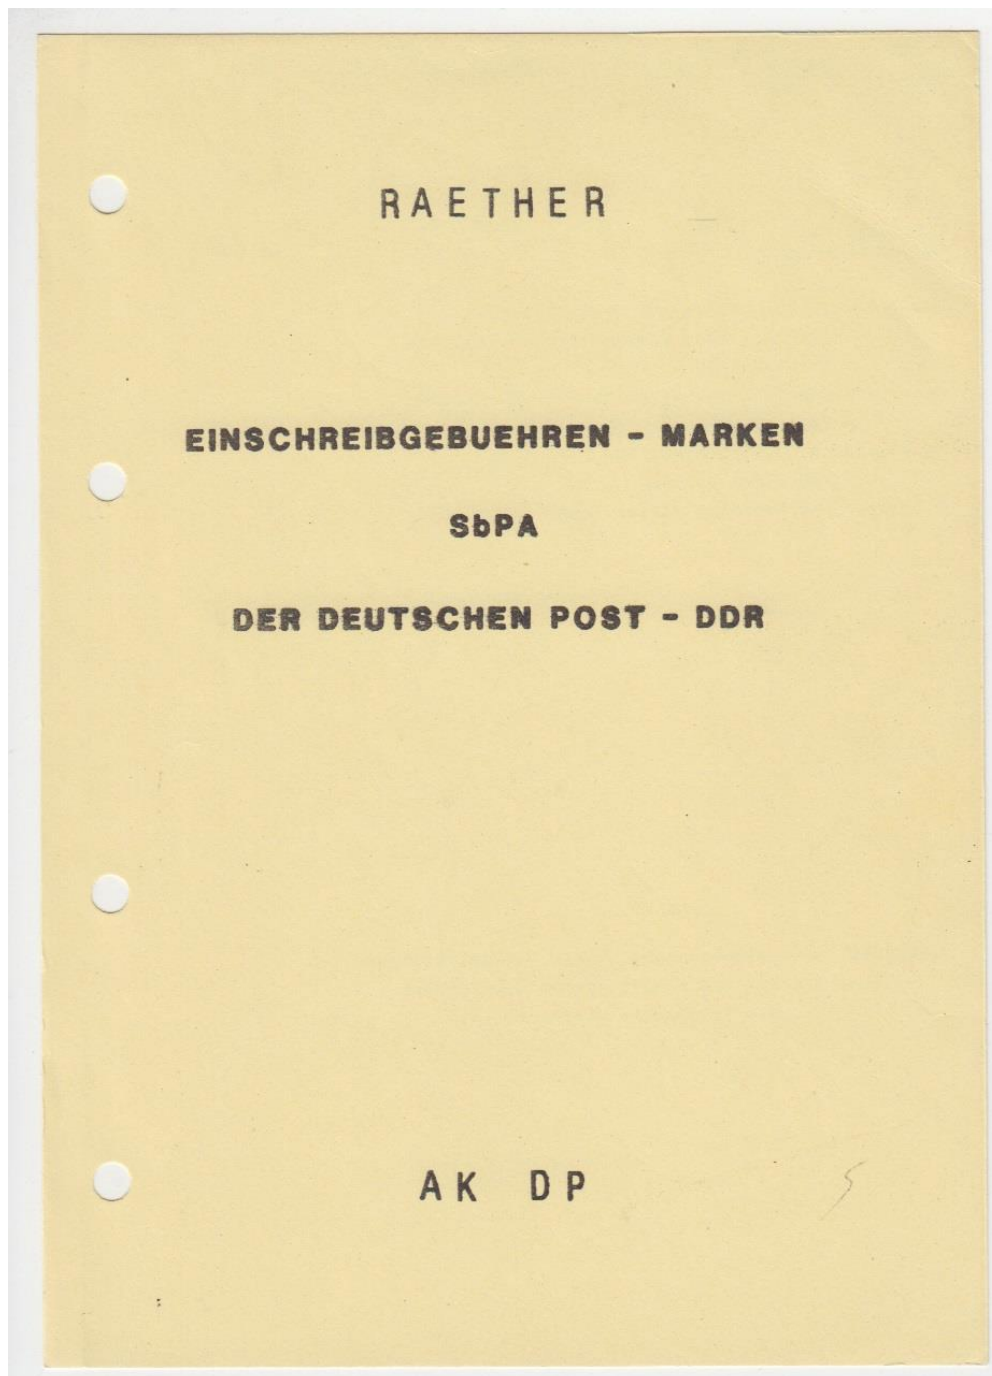 RAETHER
EINSCHREIBGEBUEHREN - MARKEN
SbPA
DER DEUTSCHEN POST - DDR
AK DP